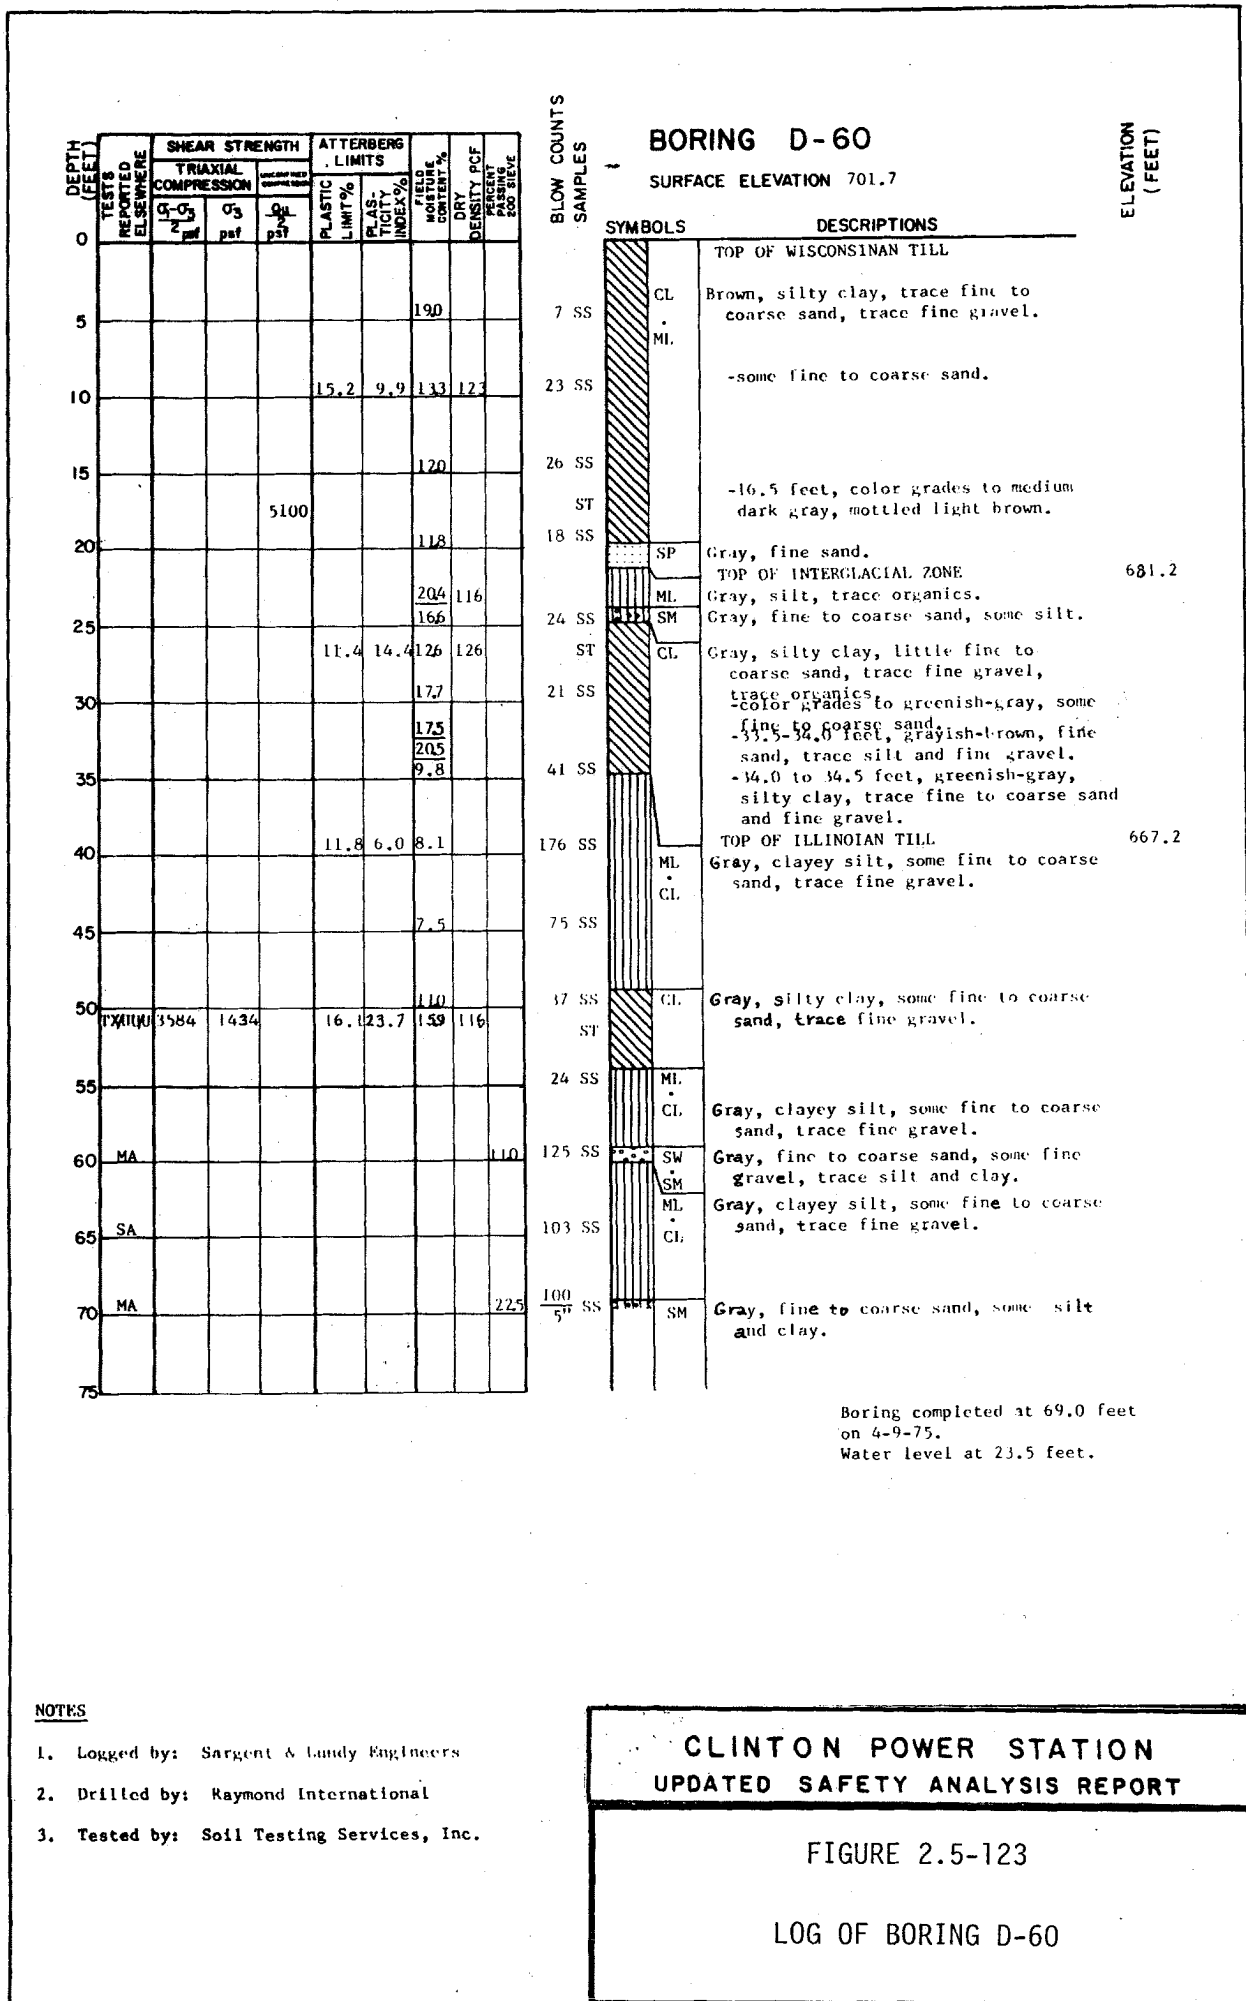 BORING D-60
SURFACE ELEVATION 701.7
DEPTH (FEET)
TESTS REPORTED ELSEWHERE
SHEAR STRENGTH
TRIAXIAL COMPRESSION
σ1-σ3 / 2 psf
σ3 psf
UNCONFINED COMPRESSION
qu / 2 psf
ATTERBERG LIMITS
PLASTIC LIMIT %
PLAS-TICITY INDEX %
FIELD MOISTURE CONTENT %
DRY DENSITY PCF
PERCENT PASSING 200 SIEVE
BLOW COUNTS
SAMPLES
SYMBOLS
DESCRIPTIONS
ELEVATION (FEET)
0
TOP OF WISCONSINAN TILL
CL Brown, silty clay, trace fine to
19.0 7 SS coarse sand, trace fine gravel.
5
. ML
-some fine to coarse sand.
10 15.2 9.9 13.3 123 23 SS
15 12.0 26 SS
-16.5 feet, color grades to medium
5100 ST dark gray, mottled light brown.
20 11.8 18 SS
SP Gray, fine sand.
TOP OF INTERGLACIAL ZONE 681.2
20.4 116 ML Gray, silt, trace organics.
25 16.6 24 SS SM Gray, fine to coarse sand, some silt.
11.4 14.4 12.6 126 ST CL Gray, silty clay, little fine to
coarse sand, trace fine gravel,
trace organics.
30 17.7 21 SS -color grades to greenish-gray, some
fine to coarse sand.
17.5 -33.5-34.0 feet, grayish-brown, fine
20.5 sand, trace silt and fine gravel.
35 9.8 41 SS -34.0 to 34.5 feet, greenish-gray,
silty clay, trace fine to coarse sand
and fine gravel.
40 11.8 6.0 8.1 176 SS TOP OF ILLINOIAN TILL 667.2
ML . CL Gray, clayey silt, some fine to coarse
sand, trace fine gravel.
45 7.5 75 SS
50 11.0 37 SS CL Gray, silty clay, some fine to coarse
TX/UU 3584 1434 16.1 23.7 15.9 116 ST sand, trace fine gravel.
55 24 SS ML
. CL Gray, clayey silt, some fine to coarse
sand, trace fine gravel.
60 MA 11.0 125 SS SW . SM Gray, fine to coarse sand, some fine
gravel, trace silt and clay.
ML . CL Gray, clayey silt, some fine to coarse
65 SA 103 SS sand, trace fine gravel.
70 MA 22.5 100/5" SS SM Gray, fine to coarse sand, some silt
and clay.
75
Boring completed at 69.0 feet
on 4-9-75.
Water level at 23.5 feet.
NOTES
1. Logged by: Sargent & Lundy Engineers
2. Drilled by: Raymond International
3. Tested by: Soil Testing Services, Inc.
CLINTON POWER STATION
UPDATED SAFETY ANALYSIS REPORT
FIGURE 2.5-123
LOG OF BORING D-60